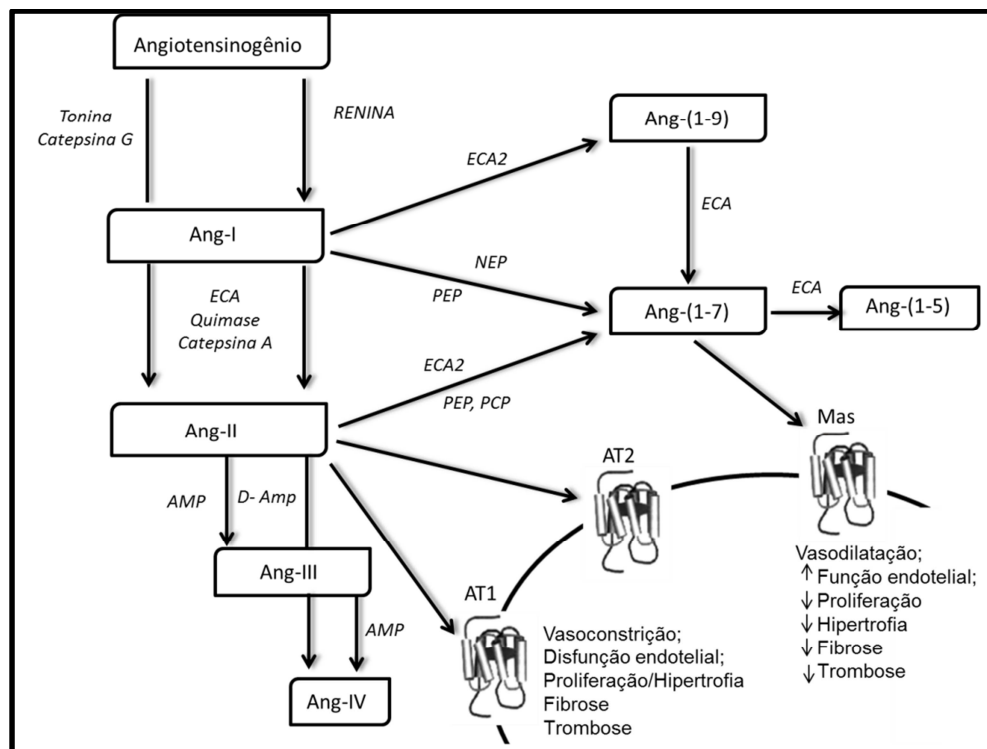 Angiotensinogênio
Tonina
Catepsina G
RENINA
Ang-(1-9)
ECA2
ECA
Ang-I
NEP
PEP
Ang-(1-7)
ECA
Ang-(1-5)
ECA
Quimase
Catepsina A
ECA2
PEP, PCP
Ang-II
Mas
AT2
AMP
D- Amp
Ang-III
AMP
Ang-IV
AT1
Vasoconstrição;
Disfunção endotelial;
Proliferação/Hipertrofia
Fibrose
Trombose
Vasodilatação;
↑ Função endotelial;
↓ Proliferação
↓ Hipertrofia
↓ Fibrose
↓ Trombose